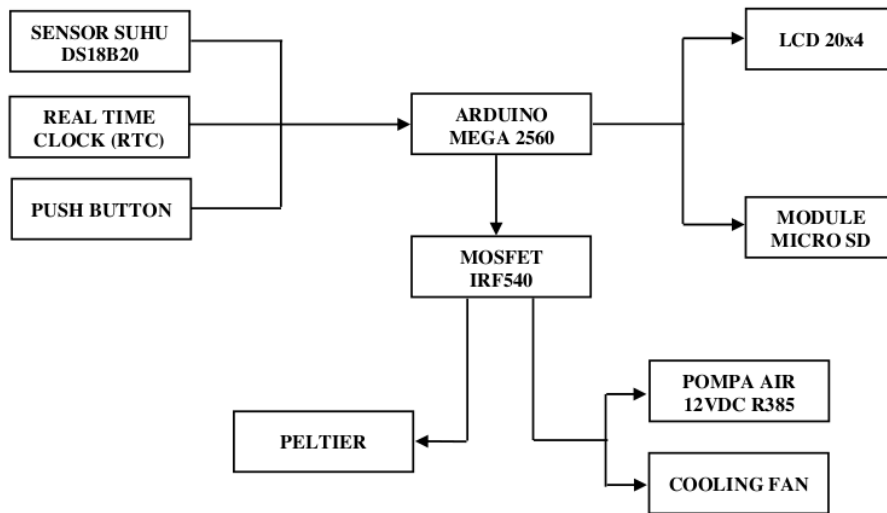 SENSOR SUHU
DS18B20
REAL TIME
CLOCK (RTC)
PUSH BUTTON
ARDUINO
MEGA 2560
LCD 20x4
MODULE
MICRO SD
MOSFET
IRF540
PELTIER
POMPA AIR
12VDC R385
COOLING FAN